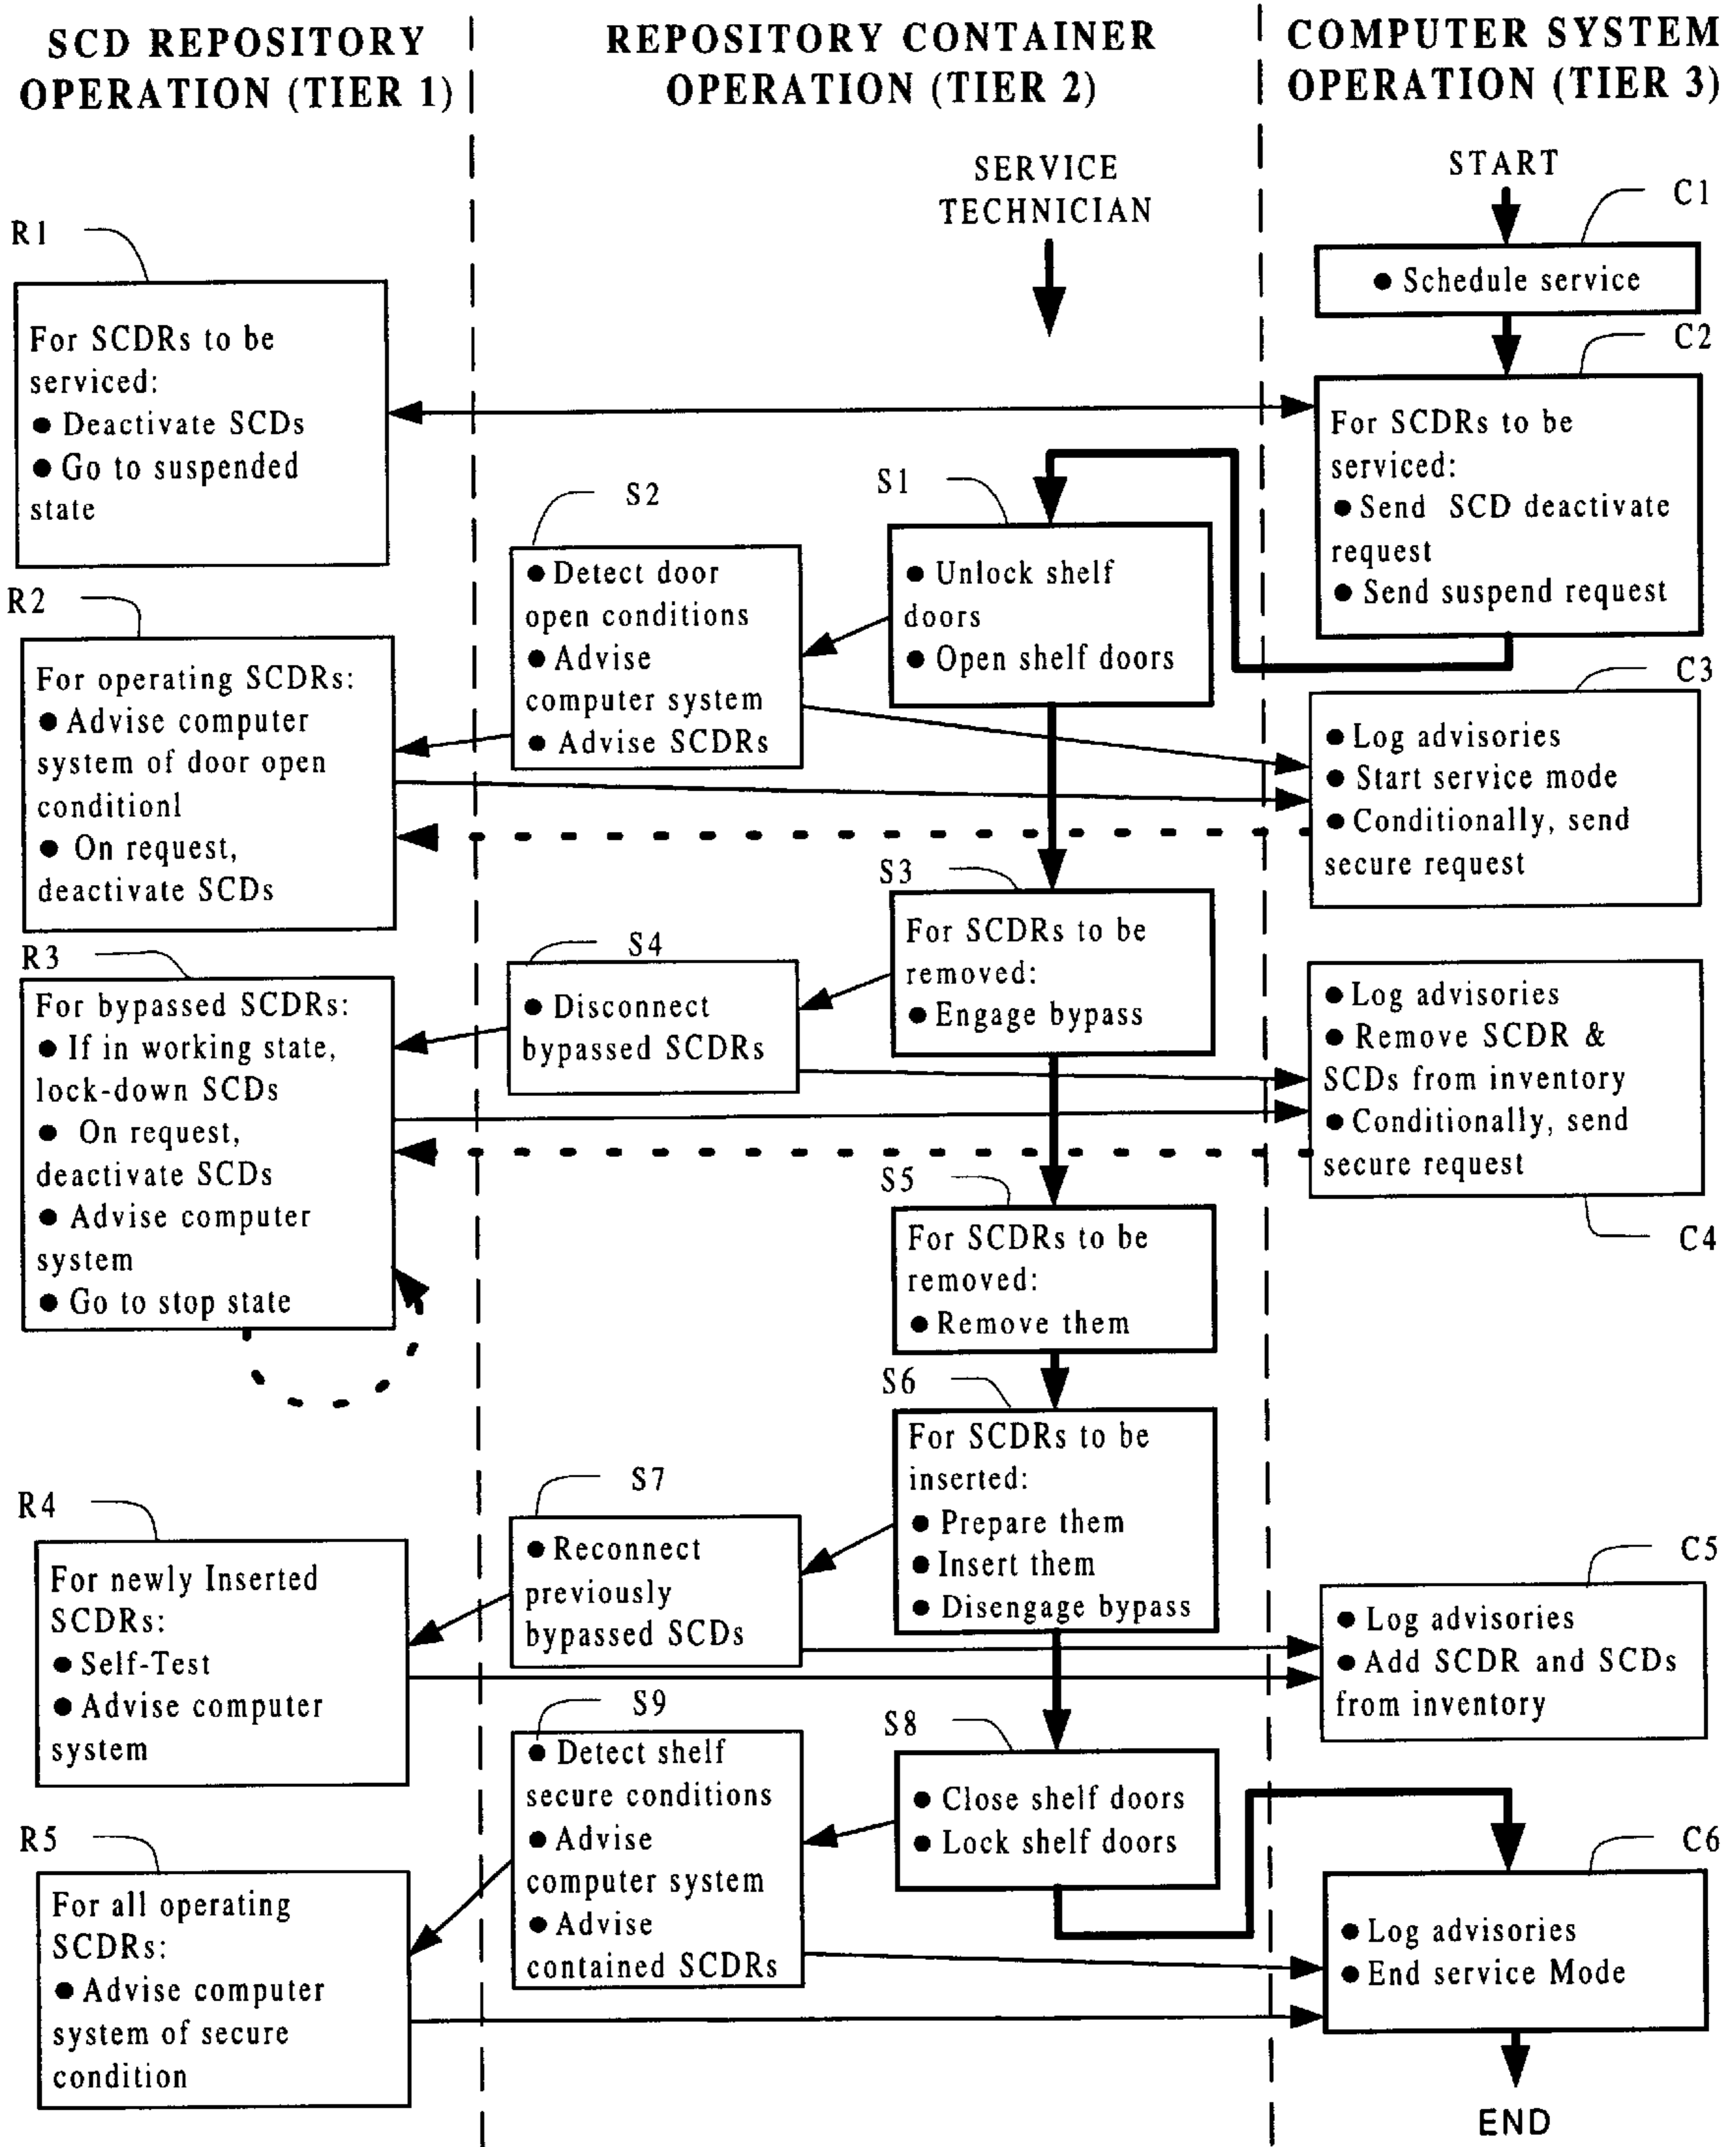 SCD REPOSITORY
OPERATION (TIER 1)
REPOSITORY CONTAINER
OPERATION (TIER 2)
COMPUTER SYSTEM
OPERATION (TIER 3)
SERVICE
TECHNICIAN
START
C1
● Schedule service
R1
For SCDRs to be
serviced:
● Deactivate SCDs
● Go to suspended
state
C2
For SCDRs to be
serviced:
● Send SCD deactivate
request
● Send suspend request
S2
● Detect door
open conditions
● Advise
computer system
● Advise SCDRs
S1
● Unlock shelf
doors
● Open shelf doors
R2
For operating SCDRs:
● Advise computer
system of door open
conditionl
● On request,
deactivate SCDs
C3
● Log advisories
● Start service mode
● Conditionally, send
secure request
S3
For SCDRs to be
removed:
● Engage bypass
S4
● Disconnect
bypassed SCDRs
R3
For bypassed SCDRs:
● If in working state,
lock-down SCDs
● On request,
deactivate SCDs
● Advise computer
system
● Go to stop state
● Log advisories
● Remove SCDR &
SCDs from inventory
● Conditionally, send
secure request
C4
S5
For SCDRs to be
removed:
● Remove them
S6
For SCDRs to be
inserted:
● Prepare them
● Insert them
● Disengage bypass
S7
● Reconnect
previously
bypassed SCDs
R4
For newly Inserted
SCDRs:
● Self-Test
● Advise computer
system
C5
● Log advisories
● Add SCDR and SCDs
from inventory
S9
● Detect shelf
secure conditions
● Advise
computer system
● Advise
contained SCDRs
S8
● Close shelf doors
● Lock shelf doors
R5
For all operating
SCDRs:
● Advise computer
system of secure
condition
C6
● Log advisories
● End service Mode
END